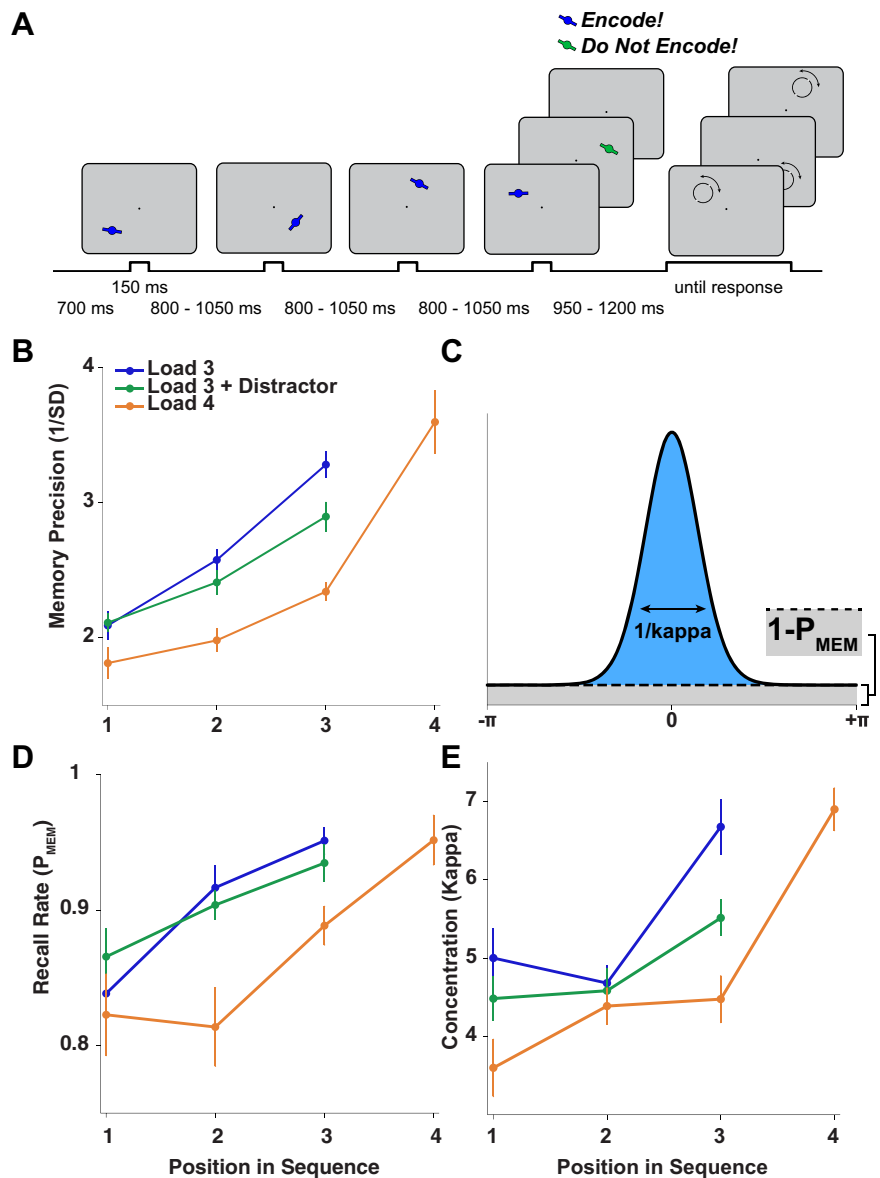 A
Encode!
Do Not Encode!
150 ms
until response
700 ms 800 - 1050 ms 800 - 1050 ms 800 - 1050 ms 950 - 1200 ms
B
Load 3
Load 3 + Distractor
Load 4
Memory Precision (1/SD)
4
3
2
1 2 3 4
C
1/kappa
1-PMEM
-π 0 +π
D
Recall Rate (PMEM)
1
0.9
0.8
1 2 3 4
Position in Sequence
E
Concentration (Kappa)
7
6
5
4
1 2 3 4
Position in Sequence